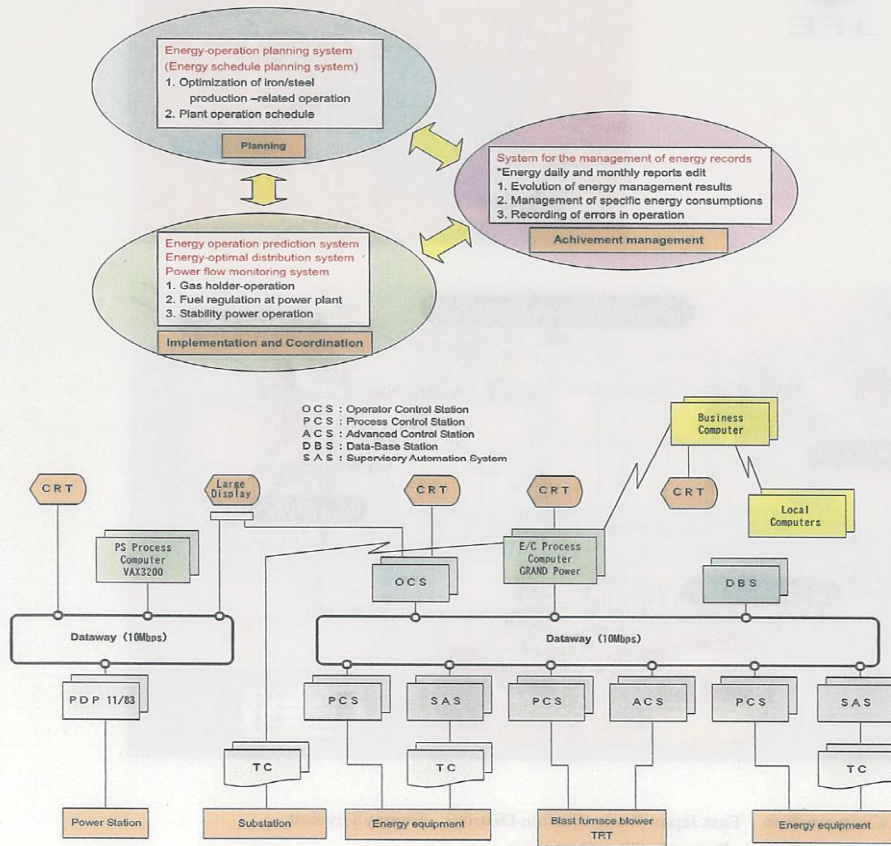 Energy-operation planning system
(Energy schedule planning system)
1. Optimization of iron/steel
production –related operation
2. Plant operation schedule
Planning
System for the management of energy records
*Energy daily and monthly reports edit
1. Evolution of energy management results
2. Management of specific energy consumptions
3. Recording of errors in operation
Achivement management
Energy operation prediction system
Energy-optimal distribution system
Power flow monitoring system
1. Gas holder-operation
2. Fuel regulation at power plant
3. Stability power operation
Implementation and Coordination
OCS : Operator Control Station
PCS : Process Control Station
ACS : Advanced Control Station
DBS : Data-Base Station
SAS : Supervisory Automation System
Business
Computer
CRT
Large
Display
CRT
CRT
CRT
Local
Computers
PS Process
Computer
VAX3200
OCS
E/C Process
Computer
GRAND Power
DBS
Dataway (10Mbps)
Dataway (10Mbps)
PDP 11/83
PCS
SAS
PCS
ACS
PCS
SAS
TC
TC
TC
Power Station
Substation
Energy equipment
Blast furnace blower
TRT
Energy equipment